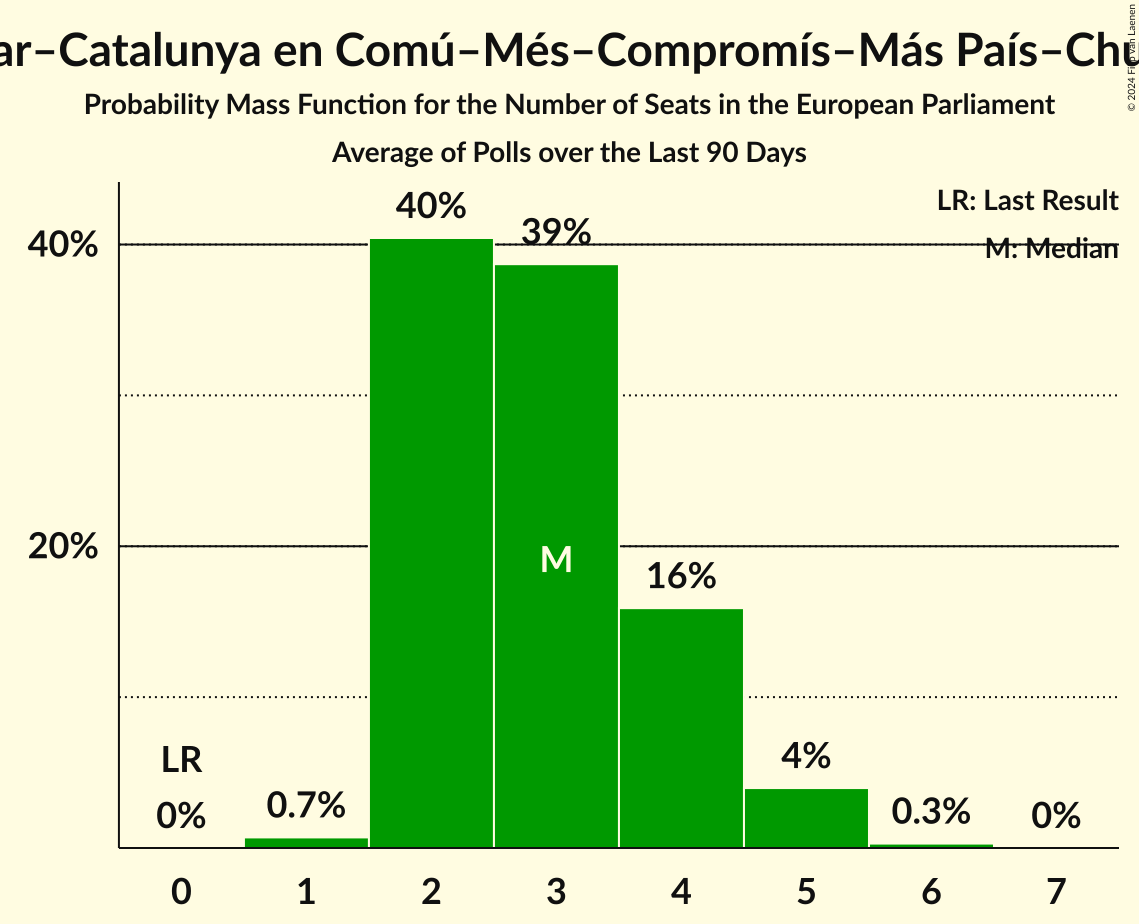 ar–Catalunya en Comú–Més–Compromís–Más País–Chu
Probability Mass Function for the Number of Seats in the European Parliament
Average of Polls over the Last 90 Days
© 2024 Filip van Laenen
LR: Last Result
M: Median
40%
20%
40%
39%
M
16%
4%
LR
0%
0.7%
0.3%
0%
0 1 2 3 4 5 6 7